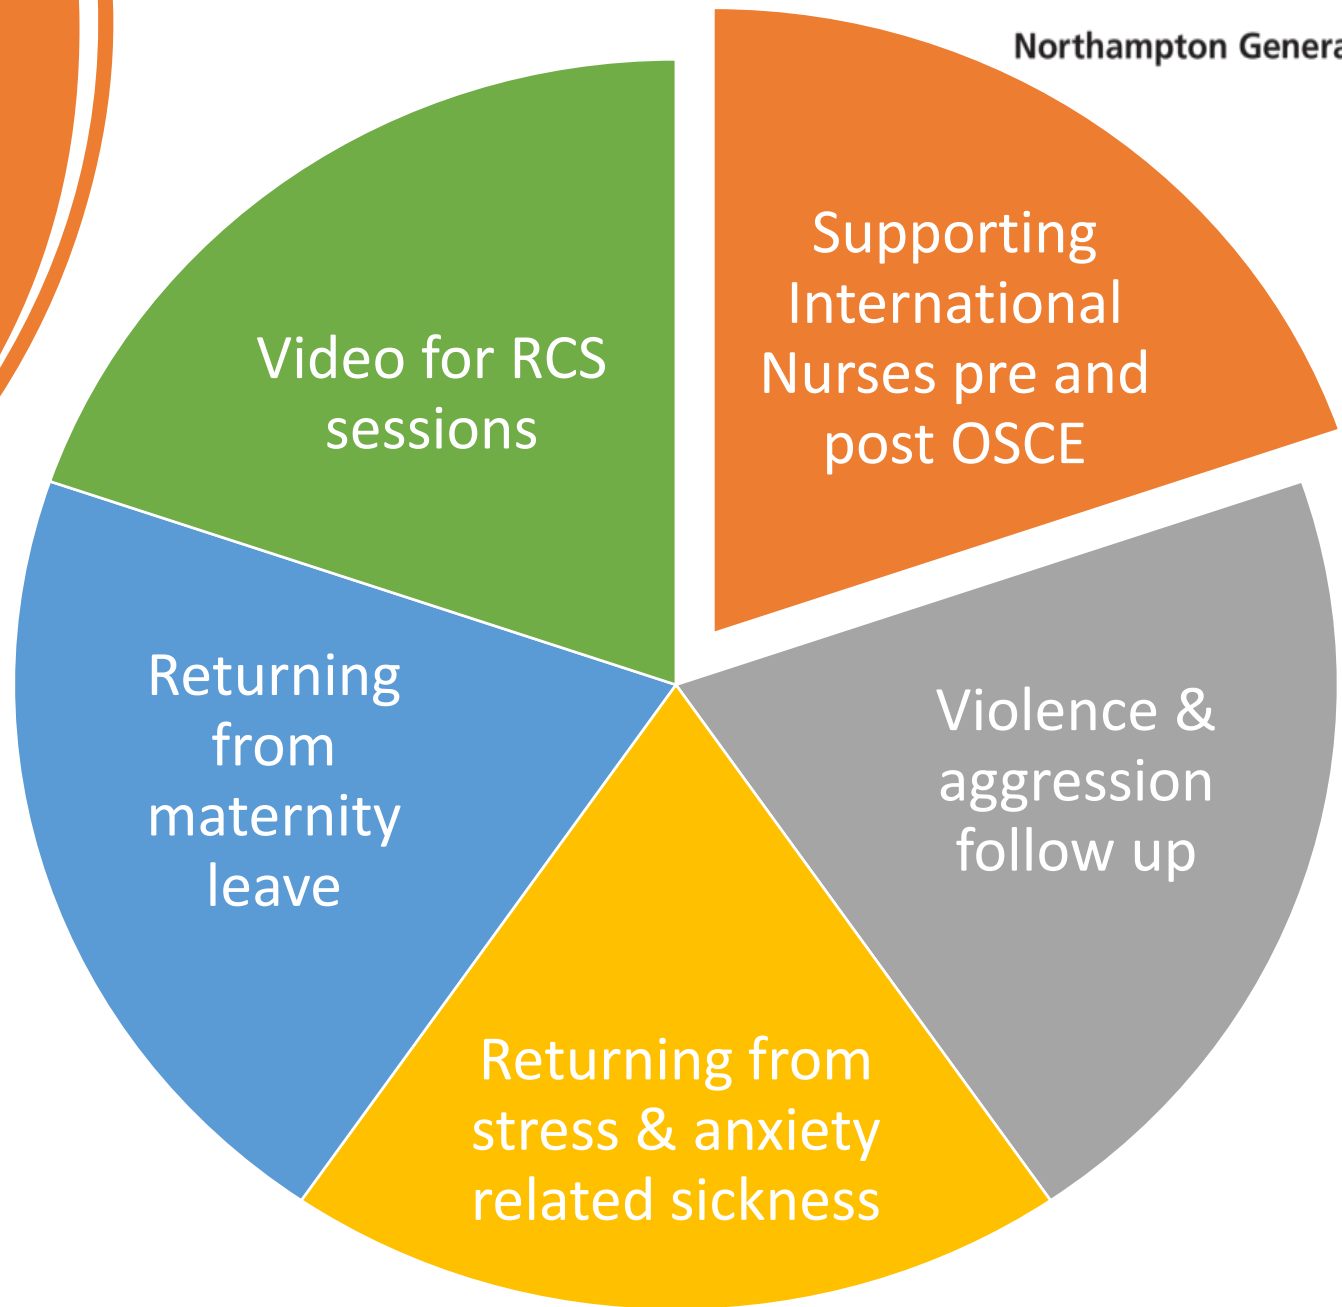 Northampton Genera
Supporting
International
Nurses pre and
post OSCE
Video for RCS
sessions
Violence &
aggression
follow up
Returning
from
maternity
leave
Returning from
stress & anxiety
related sickness